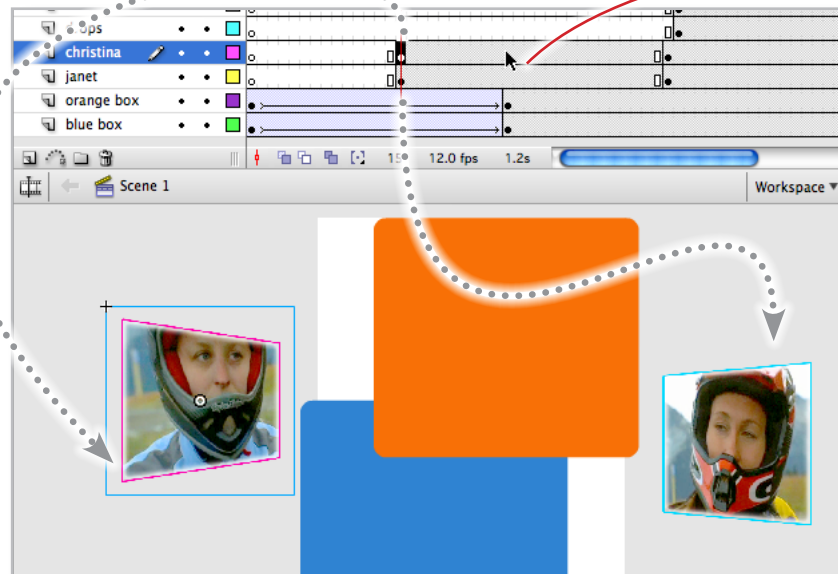 christina
janet
orange box
blue box
12.0 fps 1.2s
Scene 1
Workspace